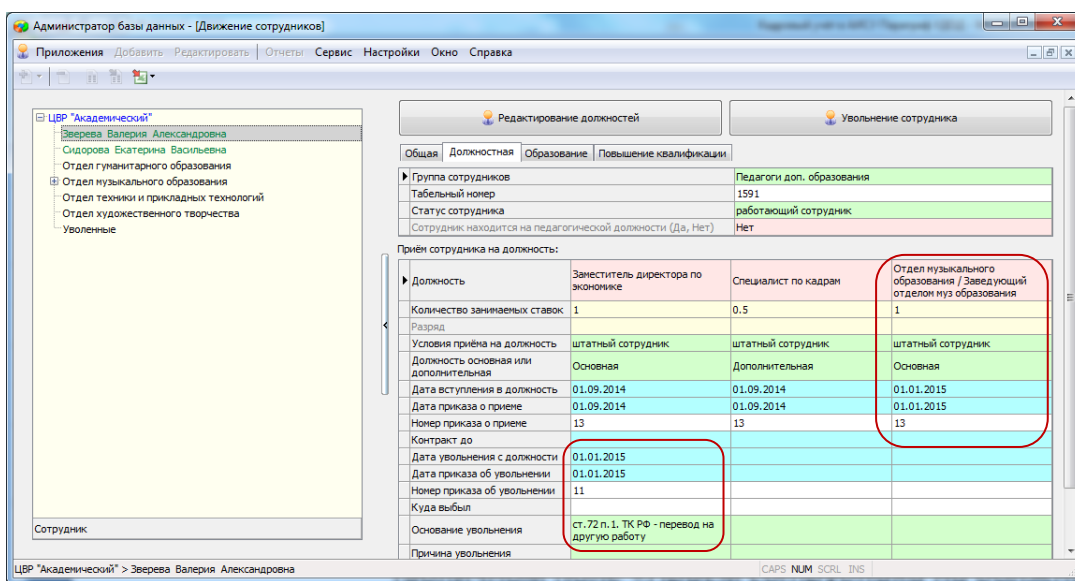 Администратор базы данных - [Движение сотрудников]
Приложения Добавить Редактировать Отчеты Сервис Настройки Окно Справка
ЦВР "Академический"
Зверева Валерия Александровна
Сидорова Екатерина Васильевна
Отдел гуманитарного образования
Отдел музыкального образования
Отдел техники и прикладных технологий
Отдел художественного творчества
Уволенные
Сотрудник
Редактирование должностей Увольнение сотрудника
Общая Должностная Образование Повышение квалификации
Группа сотрудников Педагоги доп. образования
Табельный номер 1591
Статус сотрудника работающий сотрудник
Сотрудник находится на педагогической должности (Да, Нет) Нет
Приём сотрудника на должность:
Должность Заместитель директора по экономике Специалист по кадрам Отдел музыкального образования / Заведующий отделом муз образования
Количество занимаемых ставок 1 0.5 1
Разряд
Условия приёма на должность штатный сотрудник штатный сотрудник штатный сотрудник
Должность основная или дополнительная Основная Дополнительная Основная
Дата вступления в должность 01.09.2014 01.09.2014 01.01.2015
Дата приказа о приеме 01.09.2014 01.09.2014 01.01.2015
Номер приказа о приеме 13 13 13
Контракт до
Дата увольнения с должности 01.01.2015
Дата приказа об увольнении 01.01.2015
Номер приказа об увольнении 11
Куда выбыл
Основание увольнения ст.72 п.1. ТК РФ - перевод на другую работу
Причина увольнения
ЦВР "Академический" > Зверева Валерия Александровна CAPS NUM SCRL INS